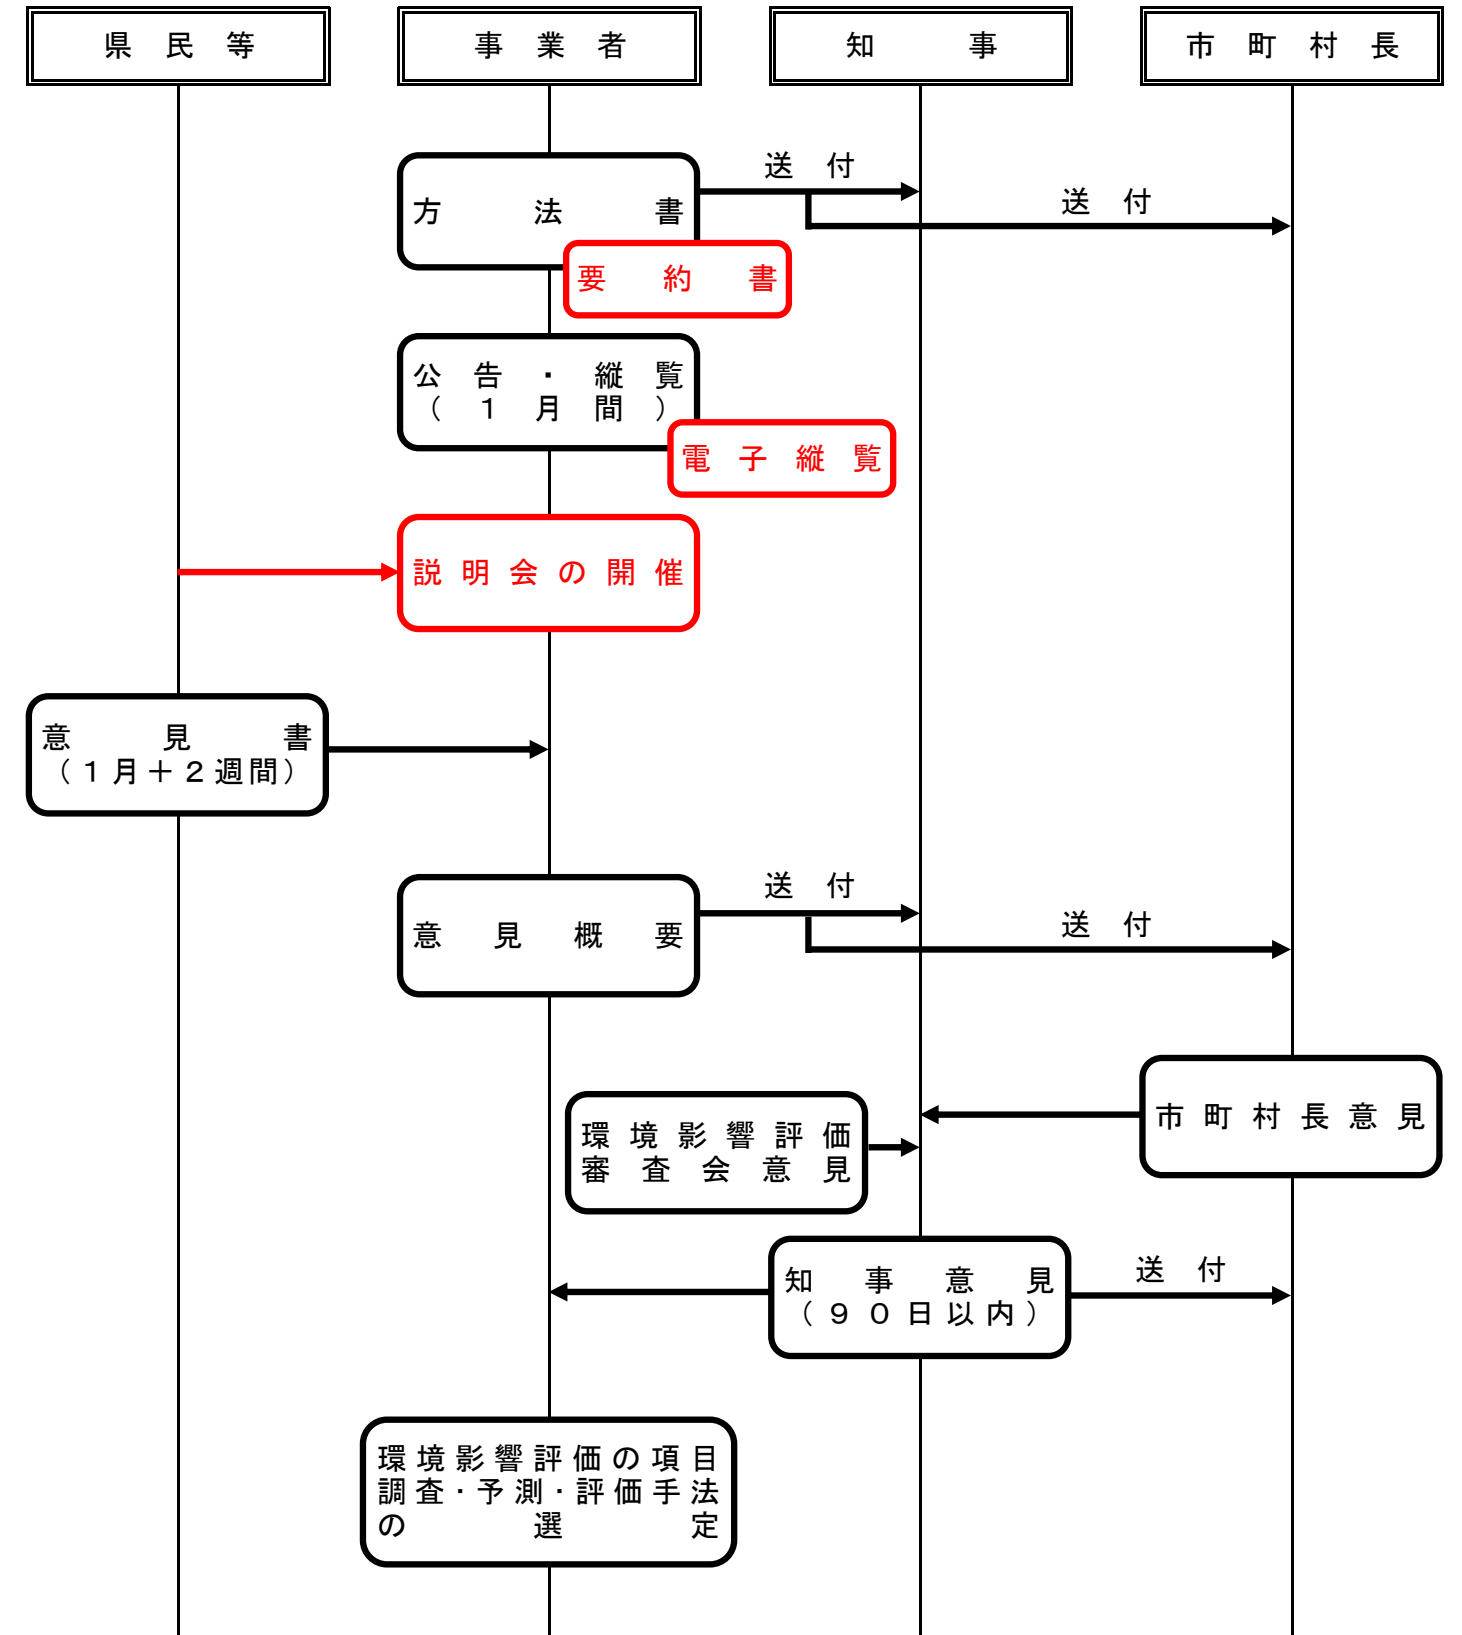 県民等
事業者
知事
市町村長
方法書
送付
送付
要約書
公告・縦覧
（１月間）
電子縦覧
説明会の開催
意見書
（１月＋２週間）
意見概要
送付
送付
市町村長意見
環境影響評価
審査会意見
知事意見
（９０日以内）
送付
環境影響評価の項目
調査・予測・評価手法
の選定